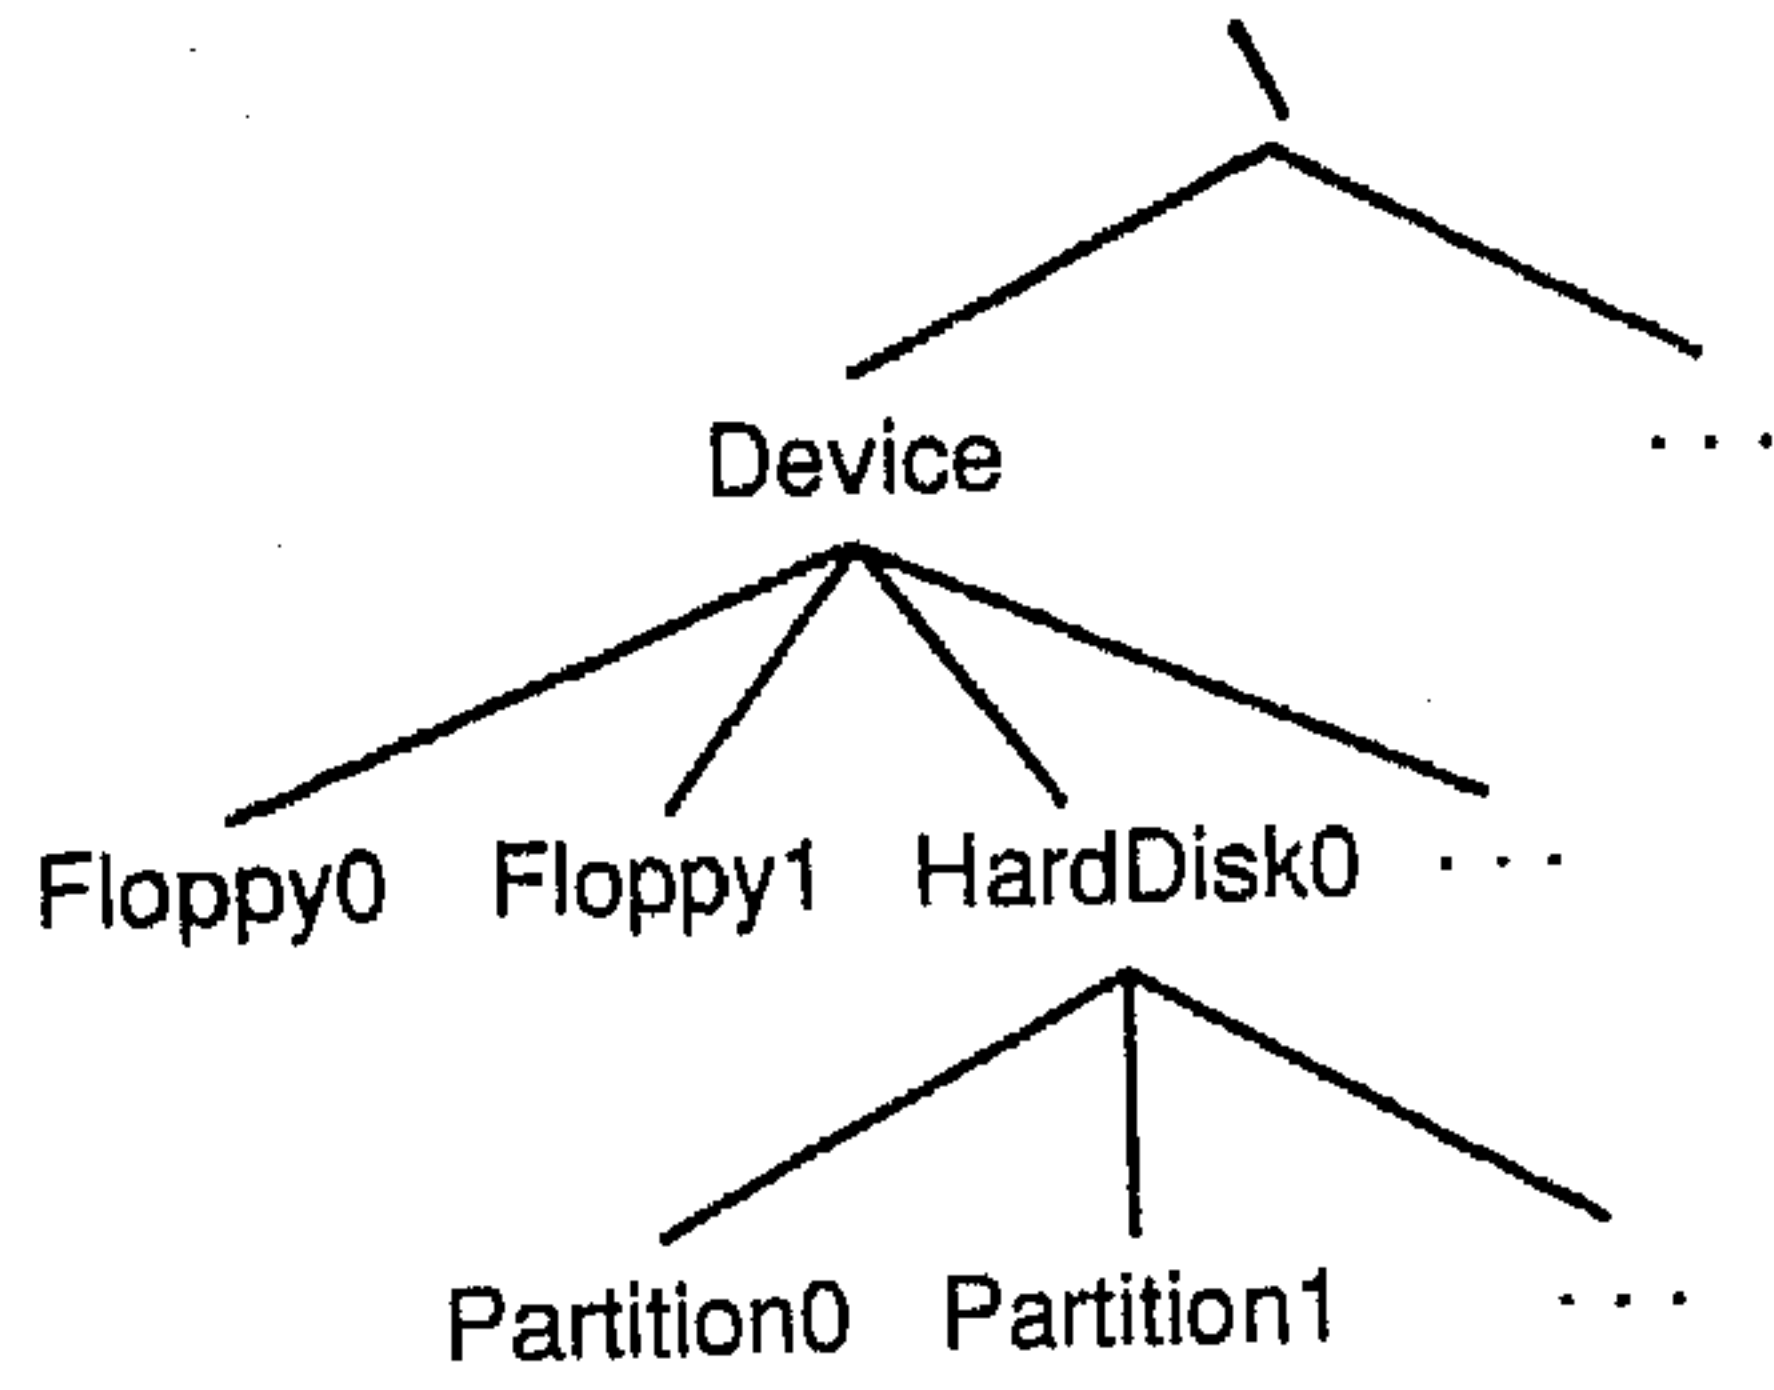 \
Device . . .
Floppy0 Floppy1 HardDisk0 . . .
Partition0 Partition1 . . .